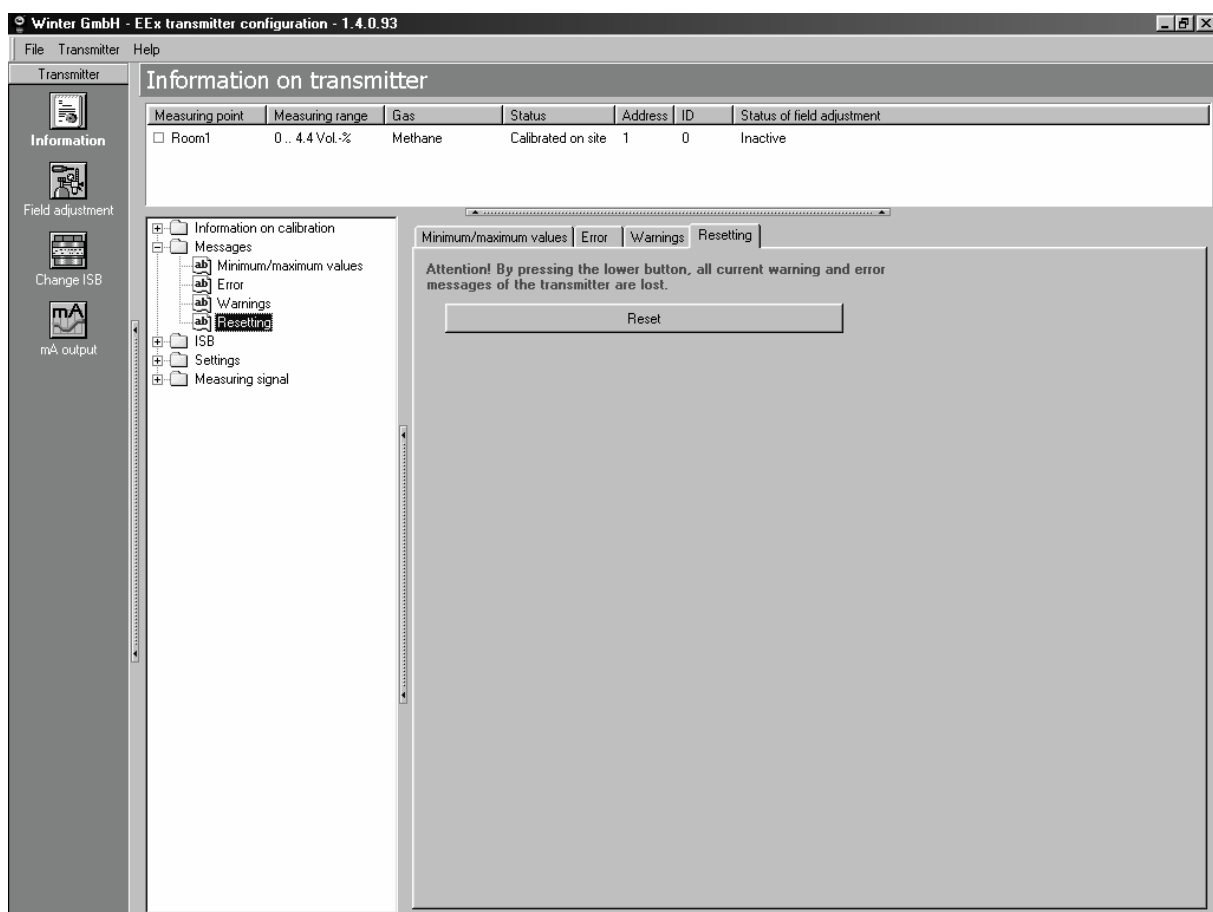 Winter GmbH - EEx transmitter configuration - 1.4.0.93
File Transmitter Help
Transmitter
Information
Field adjustment
Change ISB
mA
mA output
Information on transmitter
Measuring point Measuring range Gas Status Address ID Status of field adjustment
Room1 0 .. 4.4 Vol.-% Methane Calibrated on site 1 0 Inactive
Information on calibration
Messages
ab Minimum/maximum values
ab Error
ab Warnings
ab Resetting
ISB
Settings
Measuring signal
Minimum/maximum values Error Warnings Resetting
Attention! By pressing the lower button, all current warning and error
messages of the transmitter are lost.
Reset